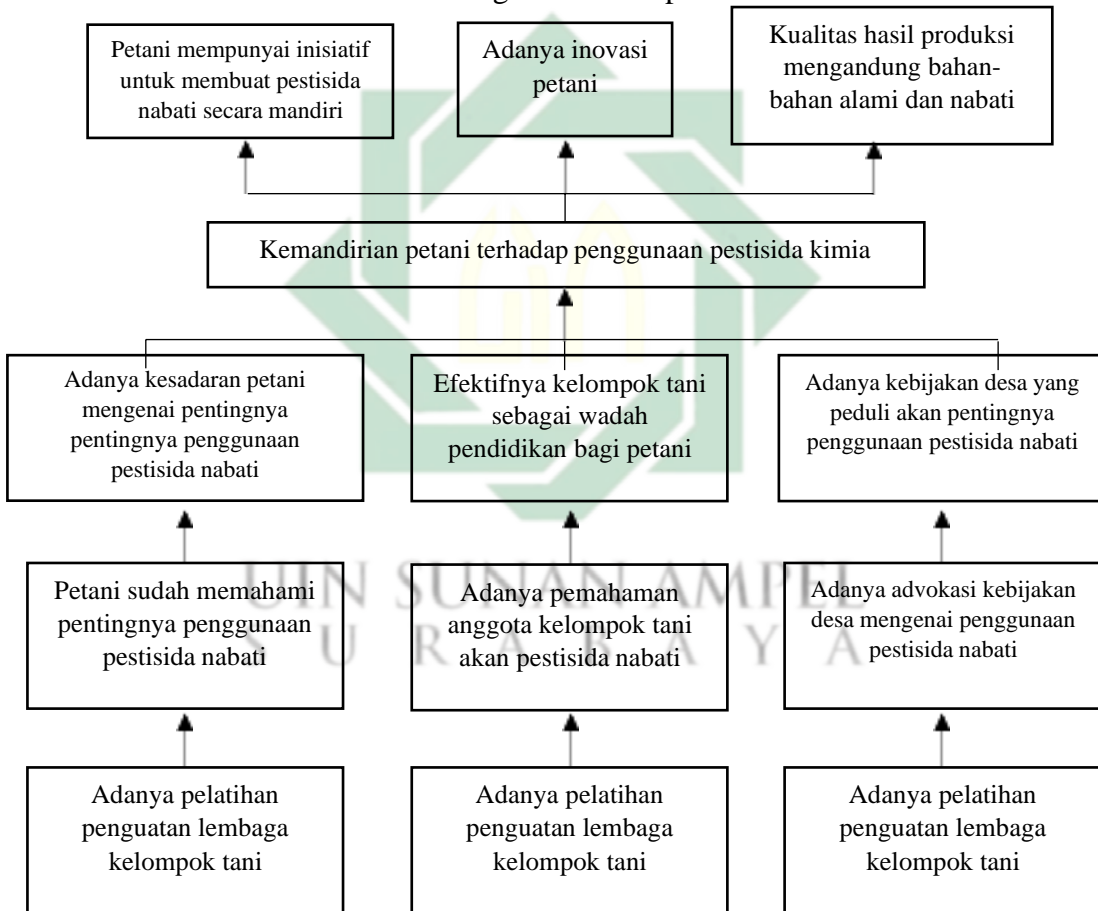 Petani mempunyai inisiatif
untuk membuat pestisida
nabati secara mandiri
Adanya inovasi
petani
Kualitas hasil produksi
mengandung bahan-
bahan alami dan nabati
Kemandirian petani terhadap penggunaan pestisida kimia
Adanya kesadaran petani
mengenai pentingnya
pentingnya penggunaan
pestisida nabati
Efektifnya kelompok tani
sebagai wadah
pendidikan bagi petani
Adanya kebijakan desa yang
peduli akan pentingnya
penggunaan pestisida nabati
Petani sudah memahami
pentingnya penggunaan
pestisida nabati
Adanya pemahaman
anggota kelompok tani
akan pestisida nabati
Adanya advokasi kebijakan
desa mengenai penggunaan
pestisida nabati
UIN SUNAN AMPEL
SURABAYA
Adanya pelatihan
penguatan lembaga
kelompok tani
Adanya pelatihan
penguatan lembaga
kelompok tani
Adanya pelatihan
penguatan lembaga
kelompok tani